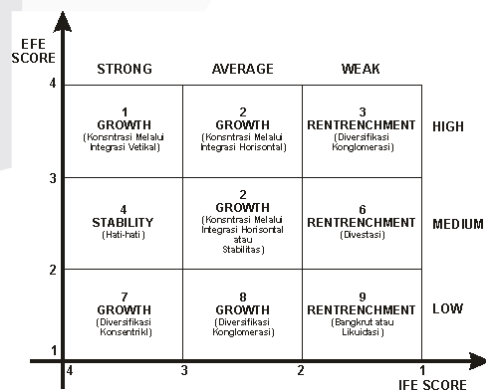 EFE
SCORE
STRONG AVERAGE WEAK
4
1
GROWTH
(Konsntrasi Melalui
Integrasi Vetikal)
2
GROWTH
(Konsntrasi Melalui
Integrasi Horisontal)
3
RENTRENCHMENT
(Diversifikasi
Konglomerasi)
HIGH
3
4
STABILITY
(Hati-hati)
2
GROWTH
(Konsntrasi Melalui
Integrasi Horisontal
atau
Stabilitas)
6
RENTRENCHMENT
(Divestasi)
MEDIUM
2
7
GROWTH
(Diversifikasi
Konsentrikl)
8
GROWTH
(Diversifikasi
Konglomerasi)
9
RENTRENCHMENT
(Bangkrut atau
Likuidasi)
LOW
1
4 3 2 1
IFE SCORE